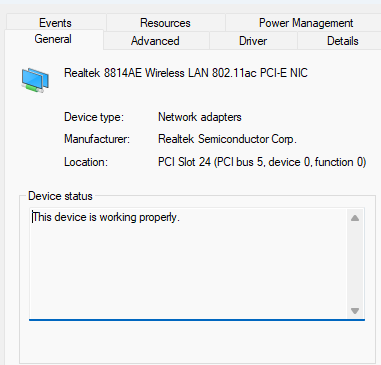 Events Resources Power Management
General Advanced Driver Details
Realtek 8814AE Wireless LAN 802.11ac PCI-E NIC
Device type: Network adapters
Manufacturer: Realtek Semiconductor Corp.
Location: PCI Slot 24 (PCI bus 5, device 0, function 0)
Device status
This device is working properly.